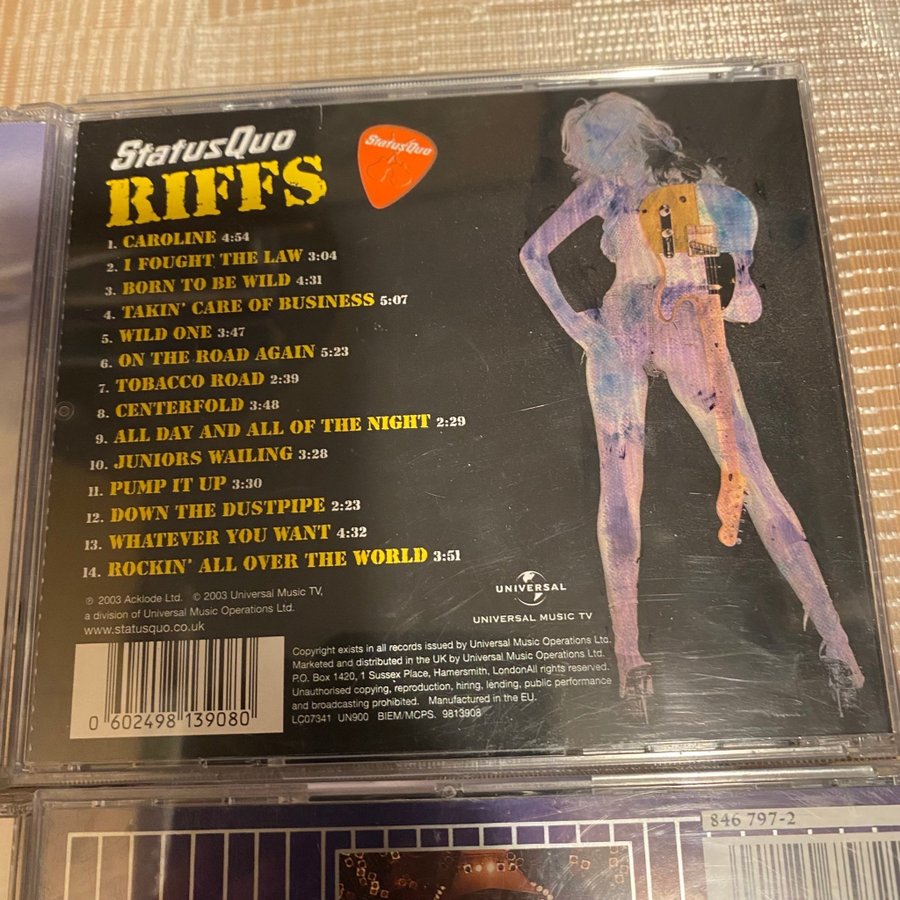 StatusQuo
RIFFS
StatusQuo
1. CAROLINE 4:54
2. I FOUGHT THE LAW 3:04
3. BORN TO BE WILD 4:31
4. TAKIN' CARE OF BUSINESS 5:07
5. WILD ONE 3:47
6. ON THE ROAD AGAIN 5:23
7. TOBACCO ROAD 2:39
8. CENTERFOLD 3:48
9. ALL DAY AND ALL OF THE NIGHT 2:29
10. JUNIORS WAILING 3:28
11. PUMP IT UP 3:30
12. DOWN THE DUSTPIPE 2:23
13. WHATEVER YOU WANT 4:32
14. ROCKIN' ALL OVER THE WORLD 3:51
℗ 2003 Acklode Ltd. © 2003 Universal Music TV,
a division of Universal Music Operations Ltd.
www.statusquo.co.uk
0 602498 139080
UNIVERSAL
UNIVERSAL MUSIC TV
Copyright exists in all records issued by Universal Music Operations Ltd.
Marketed and distributed in the UK by Universal Music Operations Ltd.
P.O. Box 1420, 1 Sussex Place, Hamersmith, LondonAll rights reserved.
Unauthorised copying, reproduction, hiring, lending, public performance
and broadcasting prohibited. Manufactured in the EU.
LC07341 UN900 BIEM/MCPS. 9813908
846 797-2